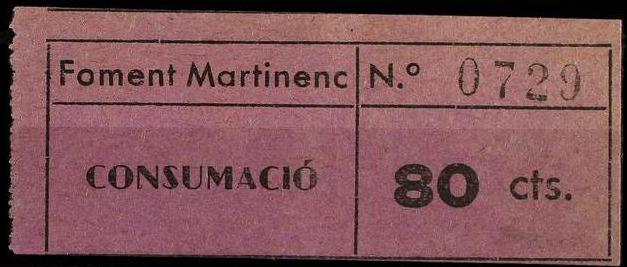 Foment Martinenc N.º 0729
CONSUMACIÓ 80 cts.